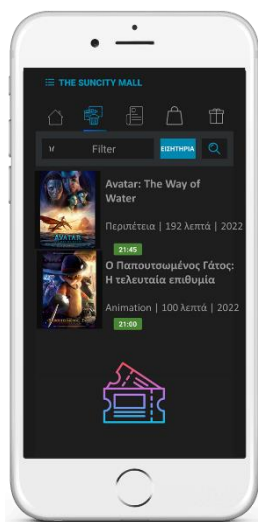 THE SUNCITY MALL
Filter
ΕΙΣΗΤΗΡΙΑ
Avatar: The Way of
Water
Περιπέτεια | 192 λεπτά | 2022
21:45
AVATAR
Ο Παπουτσωμένος Γάτος:
Η τελευταία επιθυμία
Animation | 100 λεπτά | 2022
21:00